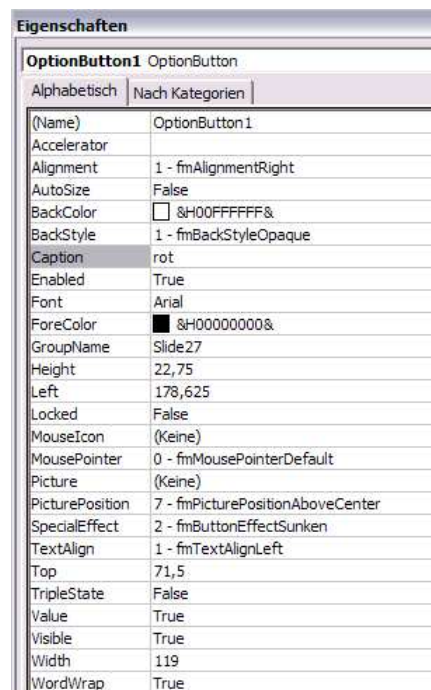 Eigenschaften
OptionButton1 OptionButton
Alphabetisch Nach Kategorien
(Name) OptionButton1
Accelerator
Alignment 1 - fmAlignmentRight
AutoSize False
BackColor &H00FFFFFF&
BackStyle 1 - fmBackStyleOpaque
Caption rot
Enabled True
Font Arial
ForeColor &H00000000&
GroupName Slide27
Height 22,75
Left 178,625
Locked False
MouseIcon (Keine)
MousePointer 0 - fmMousePointerDefault
Picture (Keine)
PicturePosition 7 - fmPicturePositionAboveCenter
SpecialEffect 2 - fmButtonEffectSunken
TextAlign 1 - fmTextAlignLeft
Top 71,5
TripleState False
Value True
Visible True
Width 119
WordWrap True